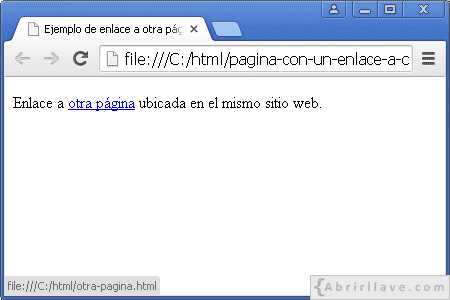 Ejemplo de enlace a otra pág
file:///C:/html/pagina-con-un-enlace-a-o
Enlace a otra página ubicada en el mismo sitio web.
file:///C:/html/otra-pagina.html
{Abrirllave.com